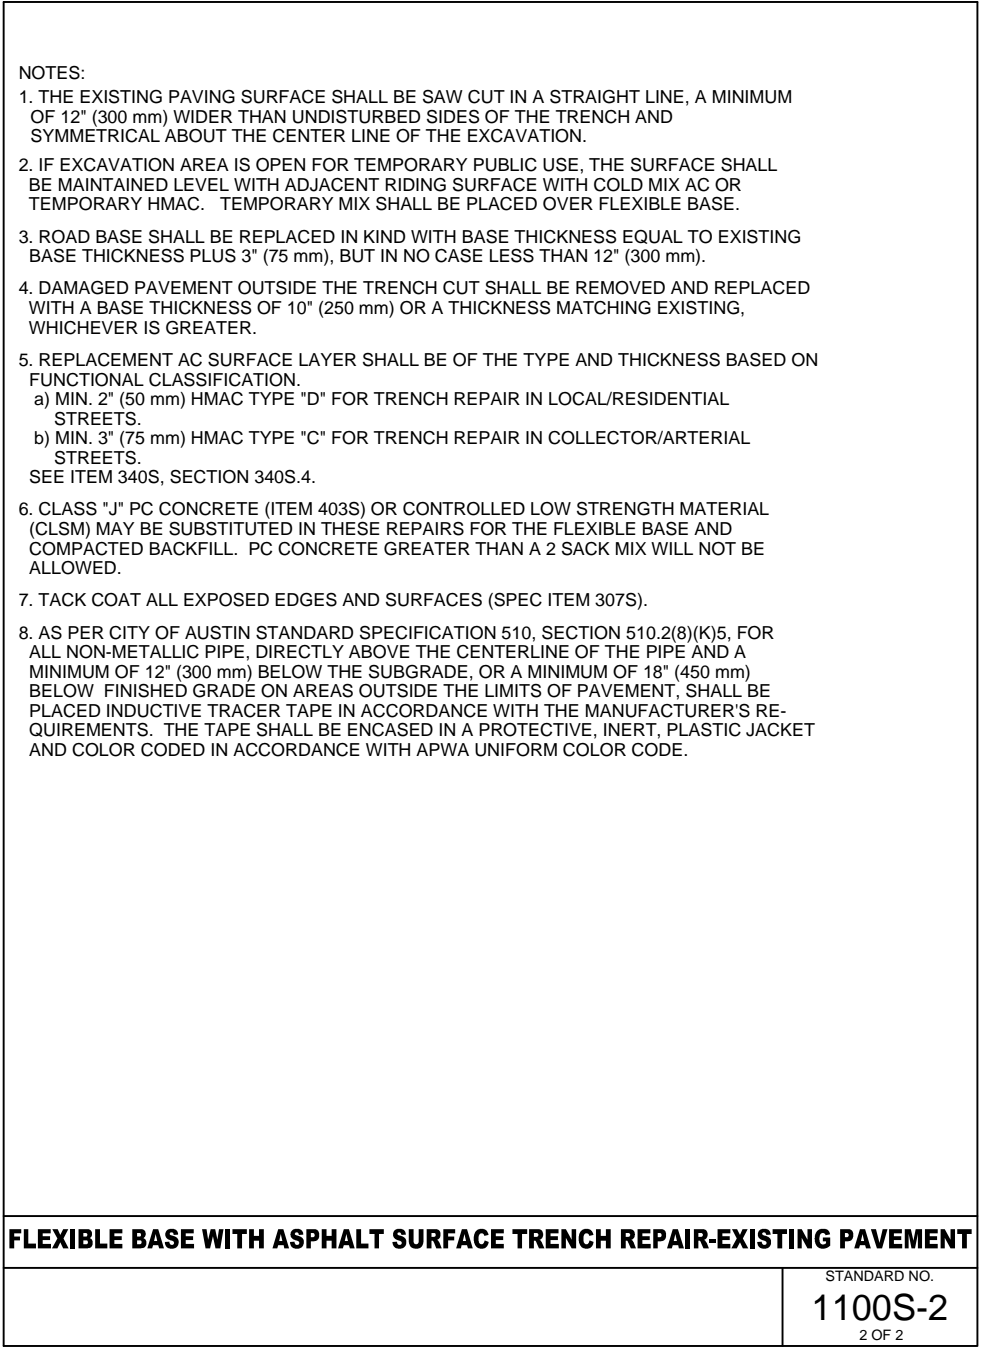 NOTES:
1. THE EXISTING PAVING SURFACE SHALL BE SAW CUT IN A STRAIGHT LINE, A MINIMUM
OF 12" (300 mm) WIDER THAN UNDISTURBED SIDES OF THE TRENCH AND
SYMMETRICAL ABOUT THE CENTER LINE OF THE EXCAVATION.
2. IF EXCAVATION AREA IS OPEN FOR TEMPORARY PUBLIC USE, THE SURFACE SHALL
BE MAINTAINED LEVEL WITH ADJACENT RIDING SURFACE WITH COLD MIX AC OR
TEMPORARY HMAC. TEMPORARY MIX SHALL BE PLACED OVER FLEXIBLE BASE.
3. ROAD BASE SHALL BE REPLACED IN KIND WITH BASE THICKNESS EQUAL TO EXISTING
BASE THICKNESS PLUS 3" (75 mm), BUT IN NO CASE LESS THAN 12" (300 mm).
4. DAMAGED PAVEMENT OUTSIDE THE TRENCH CUT SHALL BE REMOVED AND REPLACED
WITH A BASE THICKNESS OF 10" (250 mm) OR A THICKNESS MATCHING EXISTING,
WHICHEVER IS GREATER.
5. REPLACEMENT AC SURFACE LAYER SHALL BE OF THE TYPE AND THICKNESS BASED ON
FUNCTIONAL CLASSIFICATION.
a) MIN. 2" (50 mm) HMAC TYPE "D" FOR TRENCH REPAIR IN LOCAL/RESIDENTIAL
STREETS.
b) MIN. 3" (75 mm) HMAC TYPE "C" FOR TRENCH REPAIR IN COLLECTOR/ARTERIAL
STREETS.
SEE ITEM 340S, SECTION 340S.4.
6. CLASS "J" PC CONCRETE (ITEM 403S) OR CONTROLLED LOW STRENGTH MATERIAL
(CLSM) MAY BE SUBSTITUTED IN THESE REPAIRS FOR THE FLEXIBLE BASE AND
COMPACTED BACKFILL. PC CONCRETE GREATER THAN A 2 SACK MIX WILL NOT BE
ALLOWED.
7. TACK COAT ALL EXPOSED EDGES AND SURFACES (SPEC ITEM 307S).
8. AS PER CITY OF AUSTIN STANDARD SPECIFICATION 510, SECTION 510.2(8)(K)5, FOR
ALL NON-METALLIC PIPE, DIRECTLY ABOVE THE CENTERLINE OF THE PIPE AND A
MINIMUM OF 12" (300 mm) BELOW THE SUBGRADE, OR A MINIMUM OF 18" (450 mm)
BELOW FINISHED GRADE ON AREAS OUTSIDE THE LIMITS OF PAVEMENT, SHALL BE
PLACED INDUCTIVE TRACER TAPE IN ACCORDANCE WITH THE MANUFACTURER'S RE-
QUIREMENTS. THE TAPE SHALL BE ENCASED IN A PROTECTIVE, INERT, PLASTIC JACKET
AND COLOR CODED IN ACCORDANCE WITH APWA UNIFORM COLOR CODE.
FLEXIBLE BASE WITH ASPHALT SURFACE TRENCH REPAIR-EXISTING PAVEMENT
STANDARD NO.
1100S-2
2 OF 2